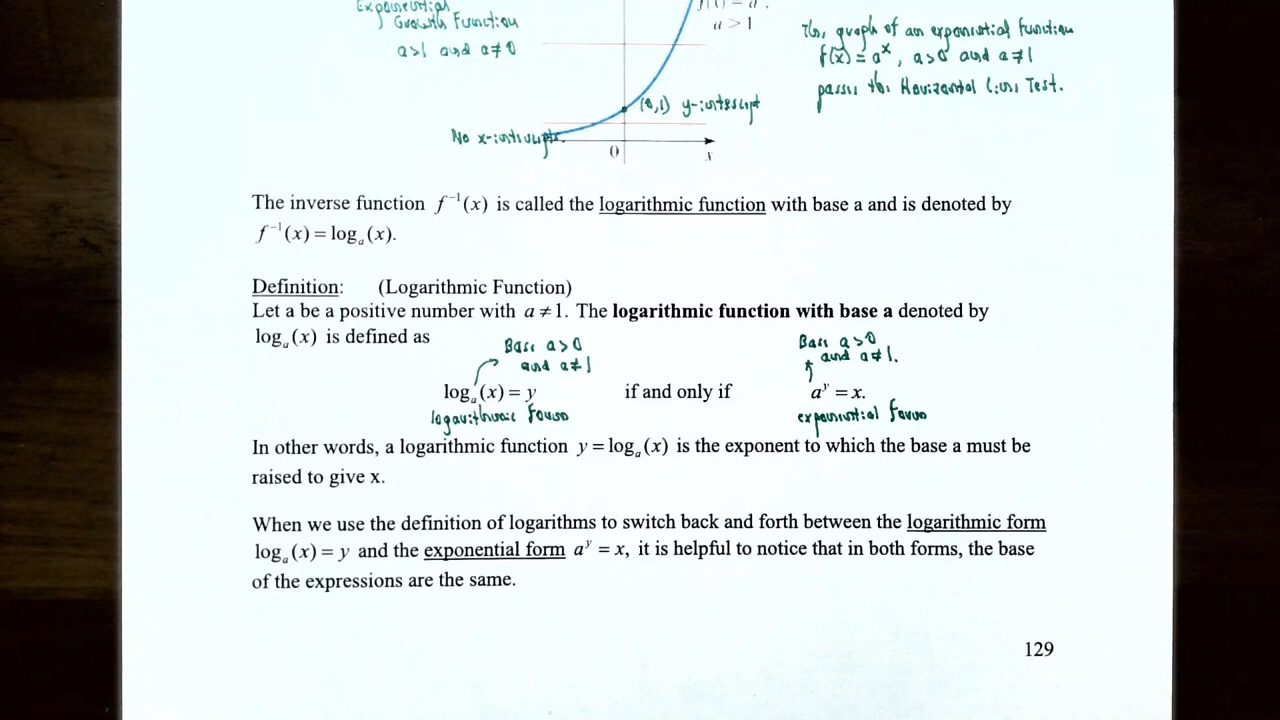 Exponential
Growth Function
a>1 and a≠0
f(x) = a
a > 1
The graph of an exponential function
f(x) = aˣ, a>0 and a≠1
passes the Horizontal Line Test.
(0,1) y-intercept
No x-intercepts.
0
x
The inverse function f⁻¹(x) is called the logarithmic function with base a and is denoted by
f⁻¹(x) = logₐ(x).
Definition: (Logarithmic Function)
Let a be a positive number with a ≠ 1. The logarithmic function with base a denoted by
logₐ(x) is defined as
Base a>0
and a≠1
Base a>0
and a≠1.
logₐ(x) = y if and only if aʸ = x.
logarithmic form exponential form
In other words, a logarithmic function y = logₐ(x) is the exponent to which the base a must be
raised to give x.
When we use the definition of logarithms to switch back and forth between the logarithmic form
logₐ(x) = y and the exponential form aʸ = x, it is helpful to notice that in both forms, the base
of the expressions are the same.
129